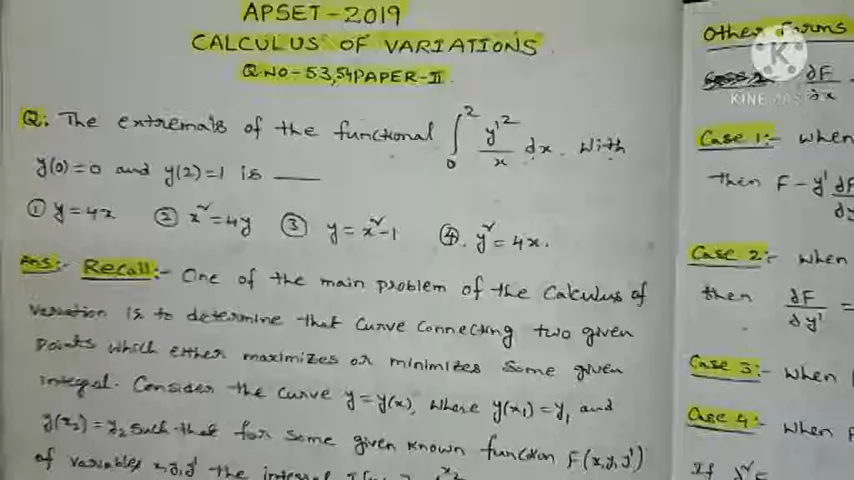 APSET-2019
CALCULUS OF VARIATIONS
Q.NO-53,54 PAPER-II
Q: The extremals of the functional ∫₀² y'²/x dx. With
y(0)=0 and y(2)=1 is ___
① y=4x ② x²=4y ③ y=x²-1 ④. y²=4x.
Ans:- Recall:- One of the main problem of the Calculus of
Variation is to determine that curve connecting two given
points which either maximizes or minimizes some given
integral. Consider the curve y=y(x), where y(x₁)=y₁ and
y(x₂)=y₂ such that for some given known function F(x,y,y')
of variables x,y,y' the integral
Other Forms
∂F/∂x
KINE
Case 1:- When
then F-y' ∂F/∂y'
Case 2:- when
then ∂F/∂y' =
Case 3:- When
Case 4:- When F
If